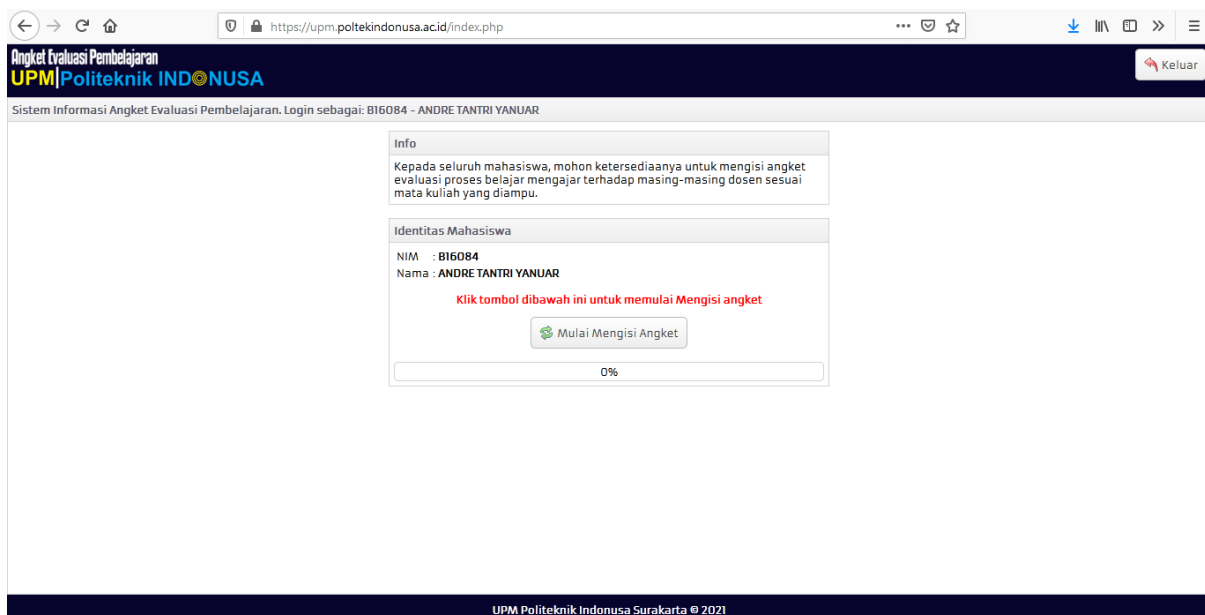 https://upm.poltekindonusa.ac.id/index.php
Angket Evaluasi Pembelajaran
UPM|Politeknik INDONUSA
Keluar
Sistem Informasi Angket Evaluasi Pembelajaran. Login sebagai: B16084 - ANDRE TANTRI YANUAR
Info
Kepada seluruh mahasiswa, mohon ketersediaanya untuk mengisi angket
evaluasi proses belajar mengajar terhadap masing-masing dosen sesuai
mata kuliah yang diampu.
Identitas Mahasiswa
NIM : B16084
Nama : ANDRE TANTRI YANUAR
Klik tombol dibawah ini untuk memulai Mengisi angket
Mulai Mengisi Angket
0%
UPM Politeknik Indonusa Surakarta © 2021